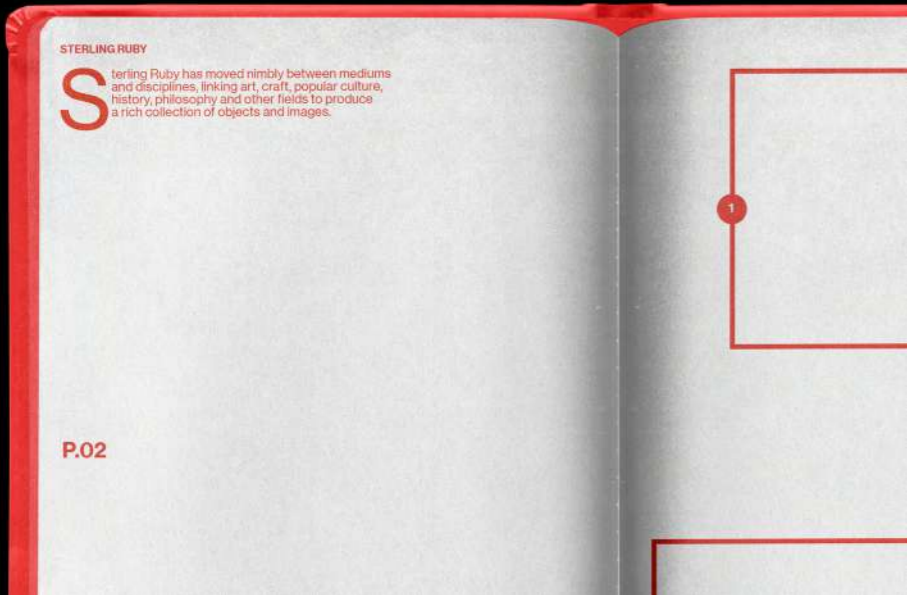 STERLING RUBY
Sterling Ruby has moved nimbly between mediums
and disciplines, linking art, craft, popular culture,
history, philosophy and other fields to produce
a rich collection of objects and images.
1
P.02